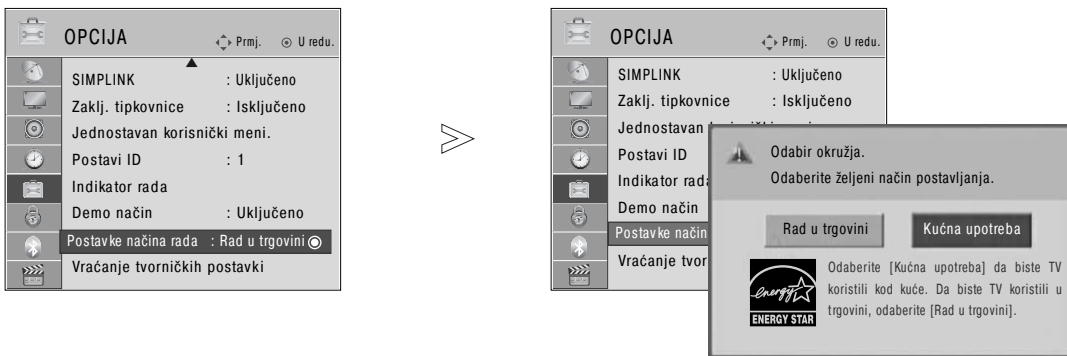 OPCIJA
Prmj.
U redu.
SIMPLINK : Uključeno
Zaklj. tipkovnice : Isključeno
Jednostavan korisnički meni.
Postavi ID : 1
Indikator rada
Demo način : Uključeno
Postavke načina rada : Rad u trgovini
Vraćanje tvorničkih postavki
OPCIJA
Prmj.
U redu.
SIMPLINK : Uključeno
Zaklj. tipkovnice : Isključeno
Jednostavan
Postavi ID
Indikator rada
Demo način
Postavke način
Vraćanje tvor
Odabir okružja.
Odaberite željeni način postavljanja.
Rad u trgovini
Kućna upotreba
energy
ENERGY STAR
Odaberite [Kućna upotreba] da biste TV
koristili kod kuće. Da biste TV koristili u
trgovini, odaberite [Rad u trgovini].